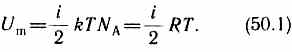 U_m = i/2 kTN_A = i/2 RT. (50.1)